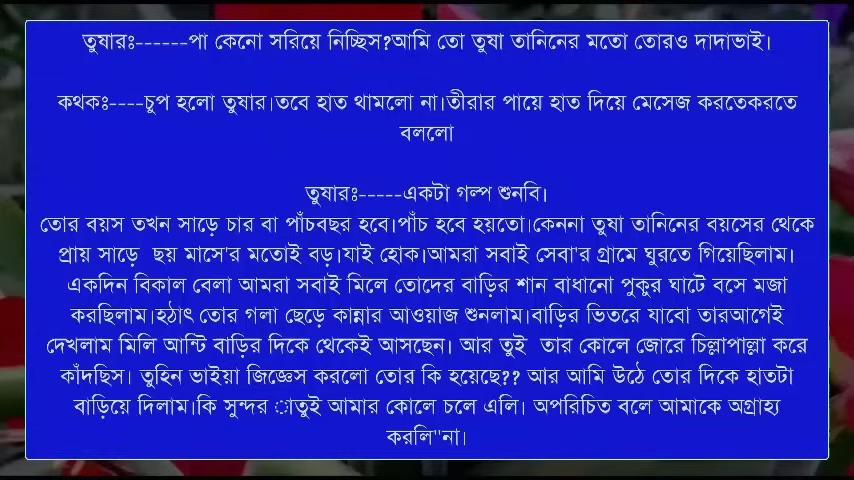 তুষারঃ------পা কেনো সরিয়ে নিচ্ছিস?আমি তো তুষা তানিনের মতো তোরও দাদাভাই।
কথকঃ----চুপ হলো তুষার।তবে হাত থামলো না।তীরার পায়ে হাত দিয়ে মেসেজ করতেকরতে
বললো
তুষারঃ-----একটা গল্প শুনবি।
তোর বয়স তখন সাড়ে চার বা পাঁচবছর হবে।পাঁচ হবে হয়তো।কেননা তুষা তানিনের বয়সের থেকে
প্রায় সাড়ে ছয় মাসে'র মতোই বড়।যাই হোক।আমরা সবাই সেবা'র গ্রামে ঘুরতে গিয়েছিলাম।
একদিন বিকাল বেলা আমরা সবাই মিলে তোদের বাড়ির শান বাধানো পুকুর ঘাটে বসে মজা
করছিলাম।হঠাৎ তোর গলা ছেড়ে কান্নার আওয়াজ শুনলাম।বাড়ির ভিতরে যাবো তারআগেই
দেখলাম মিলি আন্টি বাড়ির দিকে থেকেই আসছেন। আর তুই তার কোলে জোরে চিল্লাপাল্লা করে
কাঁদছিস। তুহিন ভাইয়া জিজ্ঞেস করলো তোর কি হয়েছে?? আর আমি উঠে তোর দিকে হাতটা
বাড়িয়ে দিলাম।কি সুন্দর াতুই আমার কোলে চলে এলি। অপরিচিত বলে আমাকে অগ্রাহ্য
করলি"না।